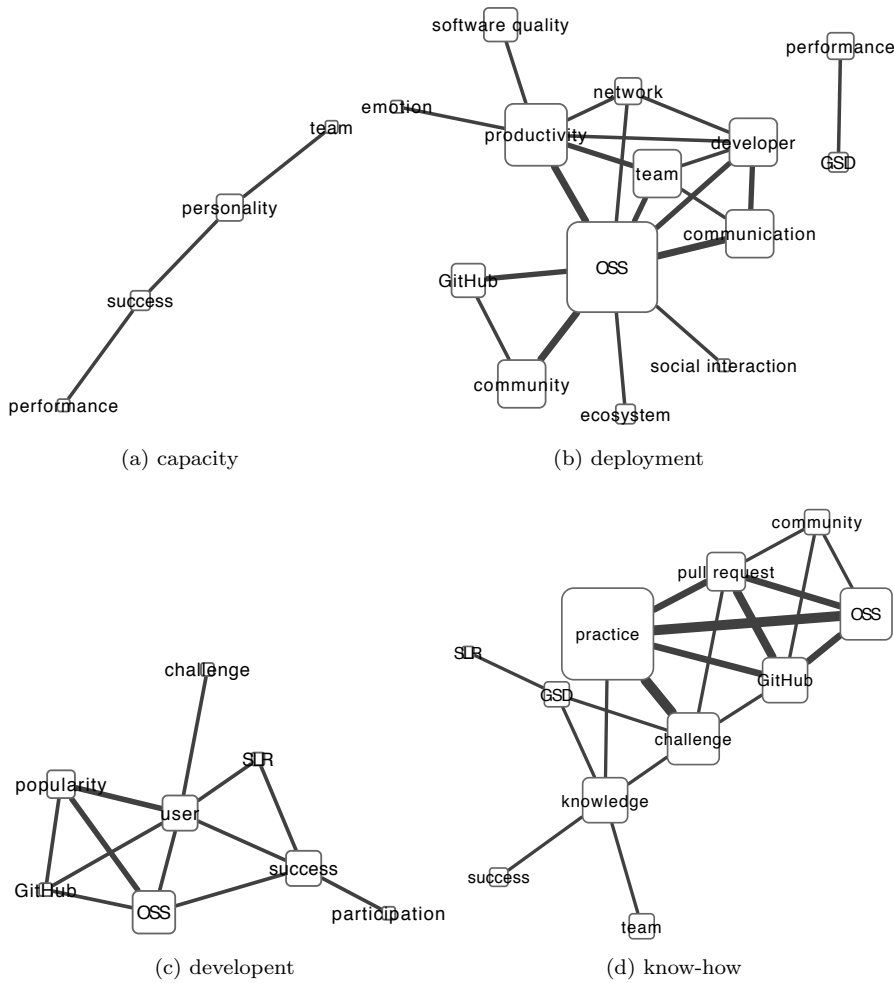 team
personality
success
performance
(a) capacity
software quality
performance
network
emotion
productivity
developer
team
GSD
communication
OSS
GitHub
social interaction
community
ecosystem
(b) deployment
challenge
SLR
popularity
user
success
GitHub
OSS
participation
(c) developent
community
pull request
OSS
practice
SLR
GitHub
GSD
challenge
knowledge
success
team
(d) know-how